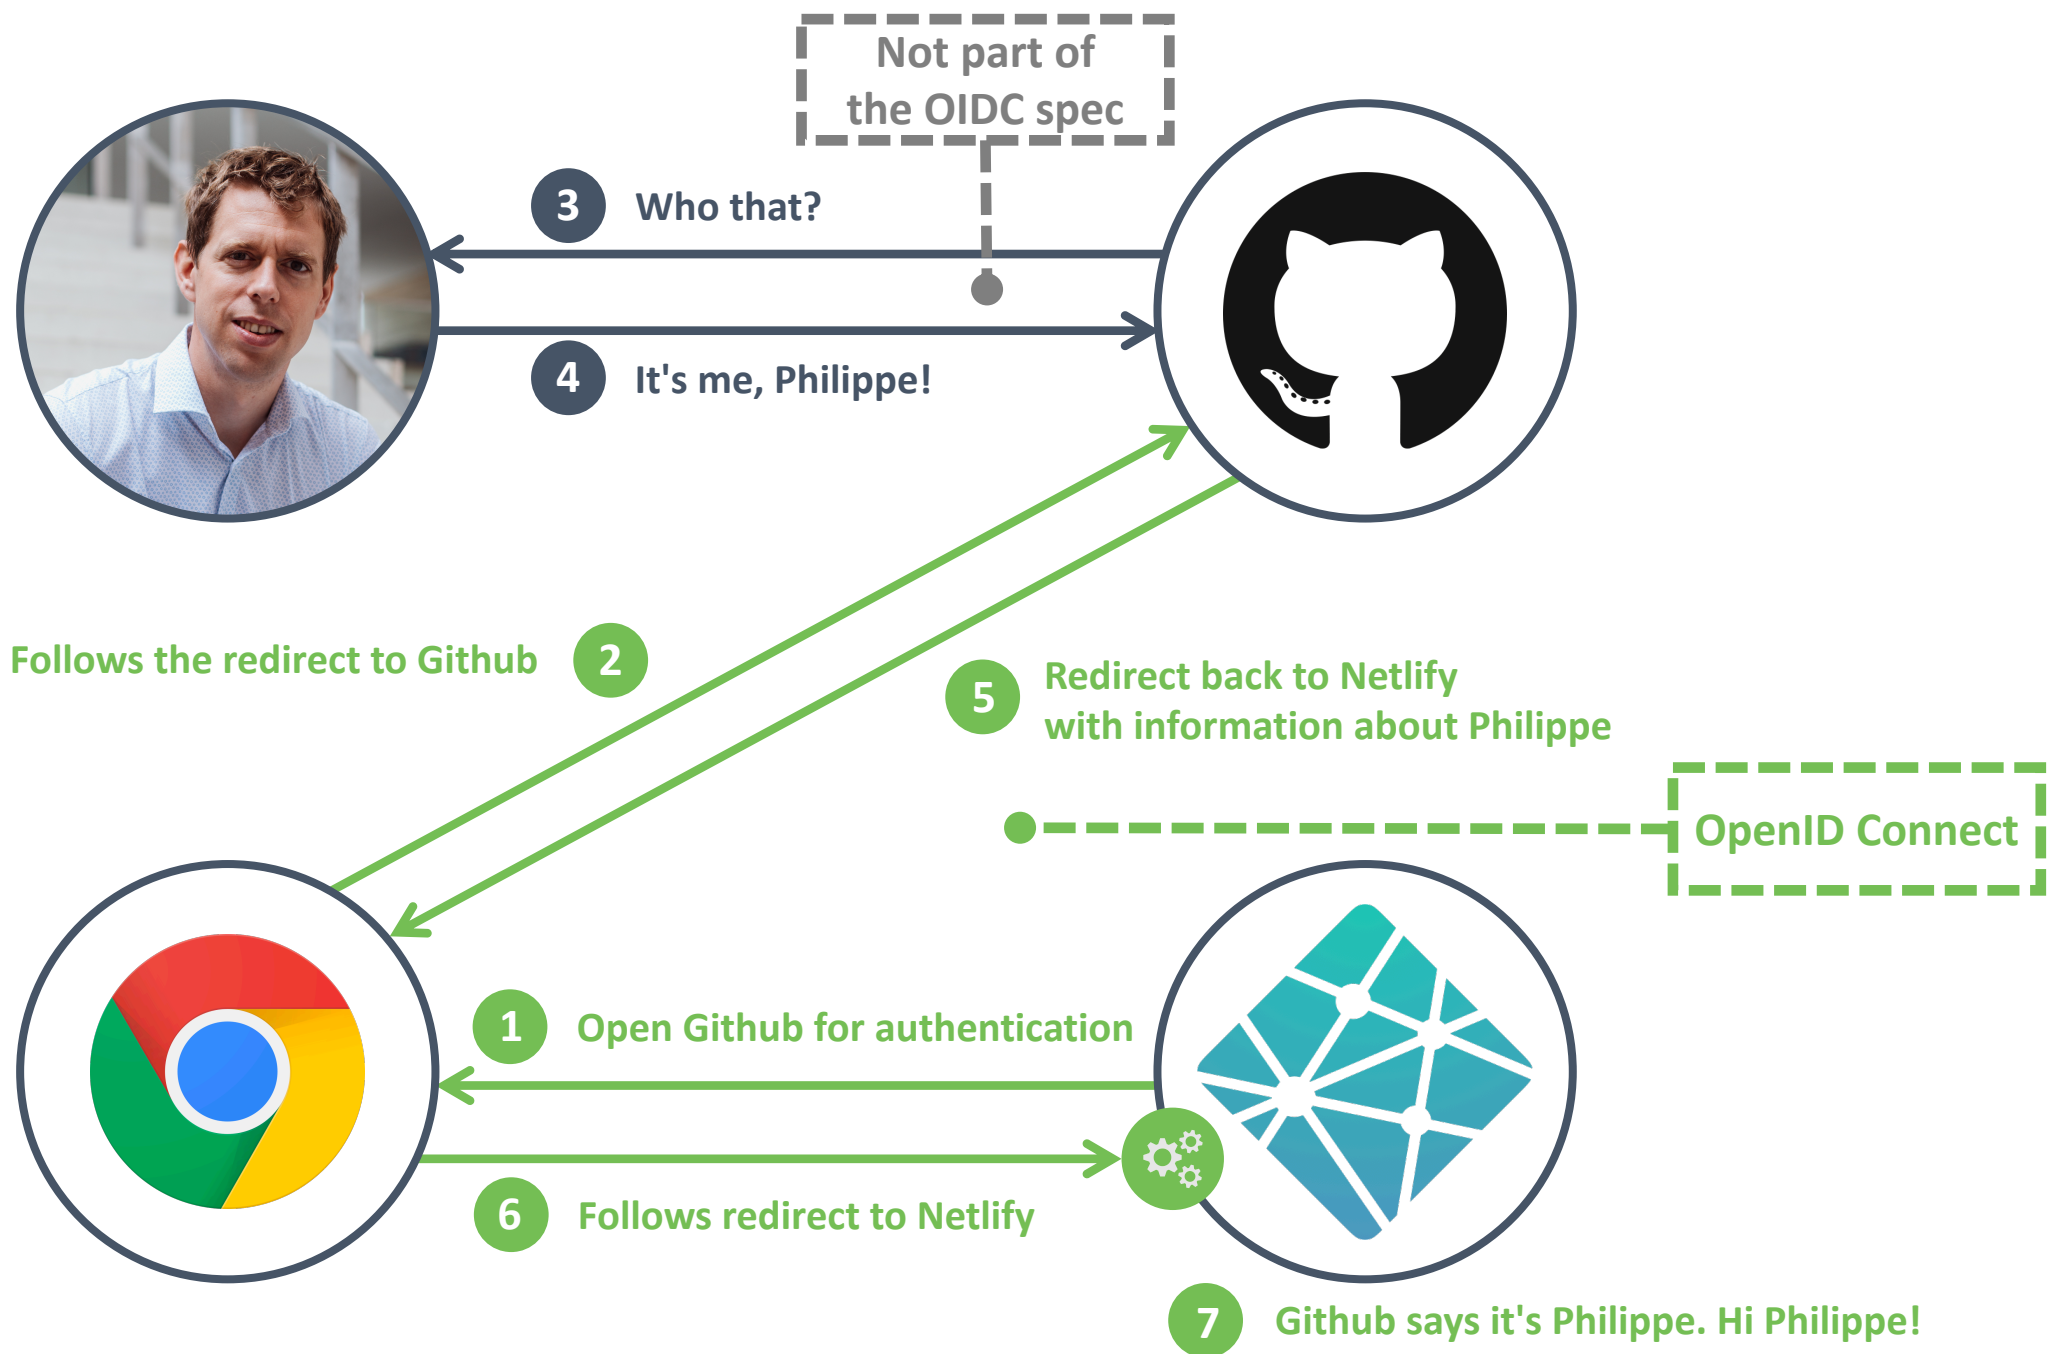 Not part of
the OIDC spec
3 Who that?
4 It's me, Philippe!
Follows the redirect to Github 2
5 Redirect back to Netlify
with information about Philippe
OpenID Connect
1 Open Github for authentication
6 Follows redirect to Netlify
7 Github says it's Philippe. Hi Philippe!